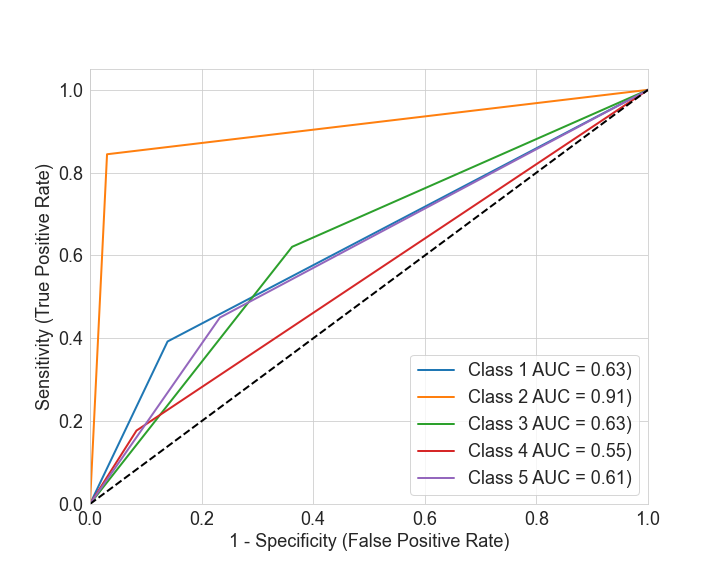 1.0
0.8
0.6
0.4
0.2
0.0
Sensitivity (True Positive Rate)
Class 1 AUC = 0.63)
Class 2 AUC = 0.91)
Class 3 AUC = 0.63)
Class 4 AUC = 0.55)
Class 5 AUC = 0.61)
0.0 0.2 0.4 0.6 0.8 1.0
1 - Specificity (False Positive Rate)